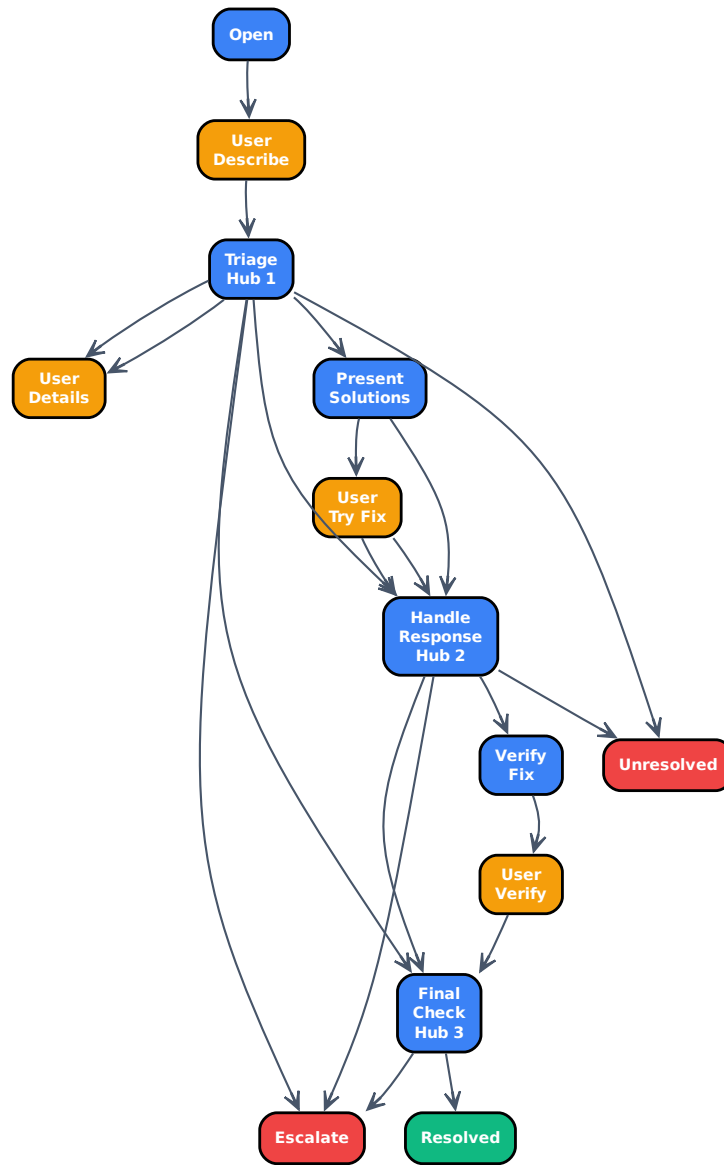 Open
User
Describe
Triage
Hub 1
User
Details
Present
Solutions
User
Try Fix
Handle
Response
Hub 2
Verify
Fix
Unresolved
User
Verify
Final
Check
Hub 3
Escalate
Resolved